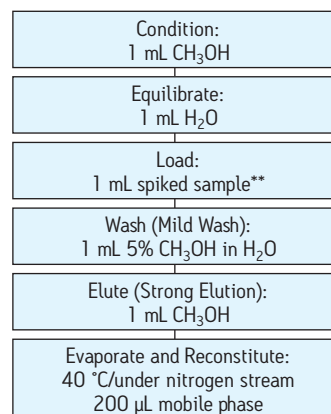 Condition:
1 mL CH₃OH
Equilibrate:
1 mL H₂O
Load:
1 mL spiked sample**
Wash (Mild Wash):
1 mL 5% CH₃OH in H₂O
Elute (Strong Elution):
1 mL CH₃OH
Evaporate and Reconstitute:
40 °C/under nitrogen stream
200 µL mobile phase